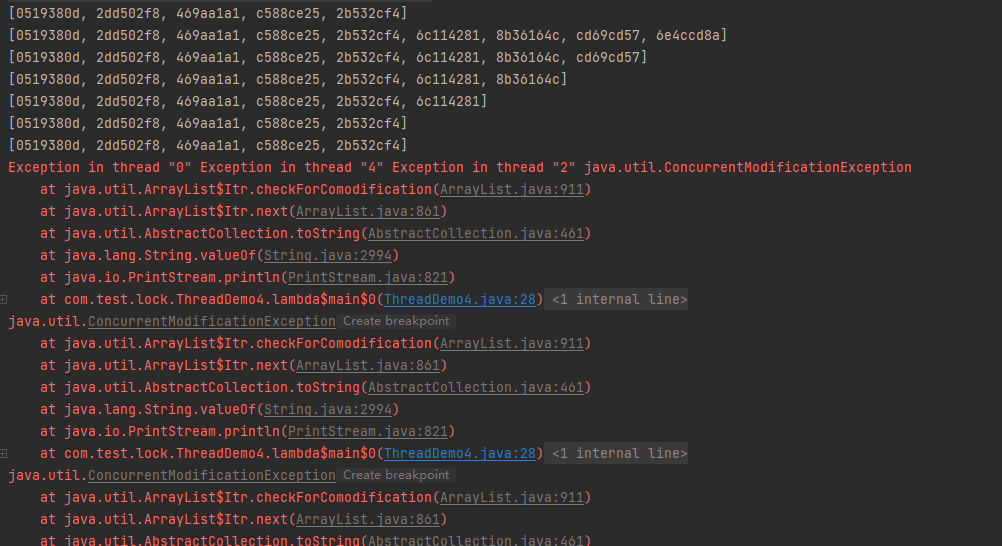 [0519380d, 2dd502f8, 469aa1a1, c588ce25, 2b532cf4]
[0519380d, 2dd502f8, 469aa1a1, c588ce25, 2b532cf4, 6c114281, 8b36164c, cd69cd57, 6e4ccd8a]
[0519380d, 2dd502f8, 469aa1a1, c588ce25, 2b532cf4, 6c114281, 8b36164c, cd69cd57]
[0519380d, 2dd502f8, 469aa1a1, c588ce25, 2b532cf4, 6c114281, 8b36164c]
[0519380d, 2dd502f8, 469aa1a1, c588ce25, 2b532cf4, 6c114281]
[0519380d, 2dd502f8, 469aa1a1, c588ce25, 2b532cf4]
[0519380d, 2dd502f8, 469aa1a1, c588ce25, 2b532cf4]
Exception in thread "0" Exception in thread "4" Exception in thread "2" java.util.ConcurrentModificationException
    at java.util.ArrayList$Itr.checkForComodification(ArrayList.java:911)
    at java.util.ArrayList$Itr.next(ArrayList.java:861)
    at java.util.AbstractCollection.toString(AbstractCollection.java:461)
    at java.lang.String.valueOf(String.java:2994)
    at java.io.PrintStream.println(PrintStream.java:821)
    at com.test.lock.ThreadDemo4.lambda$main$0(ThreadDemo4.java:28) <1 internal line>
java.util.ConcurrentModificationException Create breakpoint
    at java.util.ArrayList$Itr.checkForComodification(ArrayList.java:911)
    at java.util.ArrayList$Itr.next(ArrayList.java:861)
    at java.util.AbstractCollection.toString(AbstractCollection.java:461)
    at java.lang.String.valueOf(String.java:2994)
    at java.io.PrintStream.println(PrintStream.java:821)
    at com.test.lock.ThreadDemo4.lambda$main$0(ThreadDemo4.java:28) <1 internal line>
java.util.ConcurrentModificationException Create breakpoint
    at java.util.ArrayList$Itr.checkForComodification(ArrayList.java:911)
    at java.util.ArrayList$Itr.next(ArrayList.java:861)
    at java.util.AbstractCollection.toString(AbstractCollection.java:461)